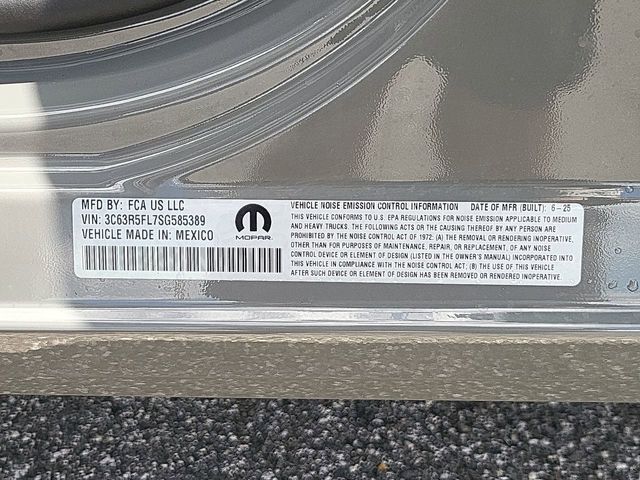 MFD BY: FCA US LLC
VIN: 3C63R5FL7SG585389
VEHICLE MADE IN: MEXICO
MOPAR
VEHICLE NOISE EMISSION CONTROL INFORMATION DATE OF MFR (BUILT): 6-25
THIS VEHICLE CONFORMS TO U.S. EPA REGULATIONS FOR NOISE EMISSION APPLICABLE TO MEDIUM
AND HEAVY TRUCKS. THE FOLLOWING ACTS OR THE CAUSING THEREOF BY ANY PERSON
ARE PROHIBITED BY THE NOISE CONTROL ACT OF 1972: (A) THE REMOVAL OR RENDERING INOPERATIVE,
OTHER THAN FOR PURPOSES OF MAINTENANCE, REPAIR, OR REPLACEMENT, OF ANY NOISE
CONTROL DEVICE OR ELEMENT OF DESIGN (LISTED IN THE OWNER'S MANUAL) INCORPORATED INTO
THIS VEHICLE IN COMPLIANCE WITH THE NOISE CONTROL ACT; (B) THE USE OF THIS VEHICLE
AFTER SUCH DEVICE OR ELEMENT OF DESIGN HAS BEEN REMOVED OR RENDERED INOPERATIVE.